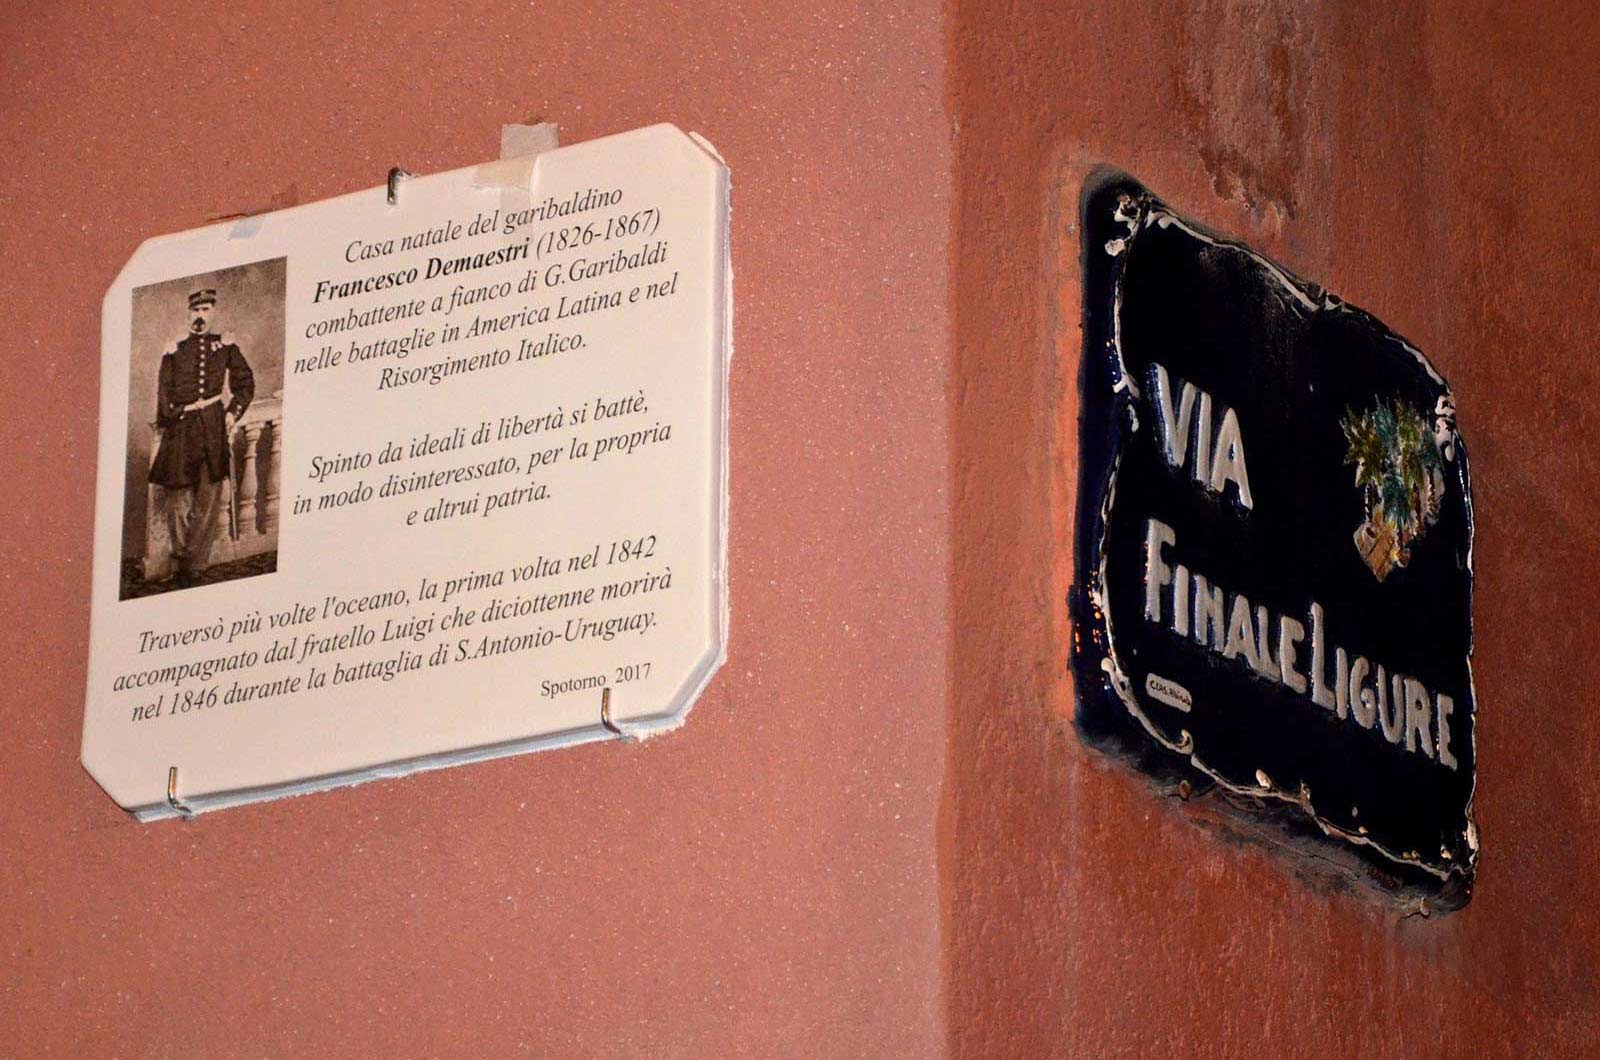 Casa natale del garibaldino
Francesco Demaestri (1826-1867)
combattente a fianco di G.Garibaldi
nelle battaglie in America Latina e nel
Risorgimento Italico.
Spinto da ideali di libertà si battè,
in modo disinteressato, per la propria
e altrui patria.
Traversò più volte l'oceano, la prima volta nel 1842
accompagnato dal fratello Luigi che diciottenne morirà
nel 1846 durante la battaglia di S.Antonio-Uruguay.
Spotorno 2017
VIA
FINALE LIGURE